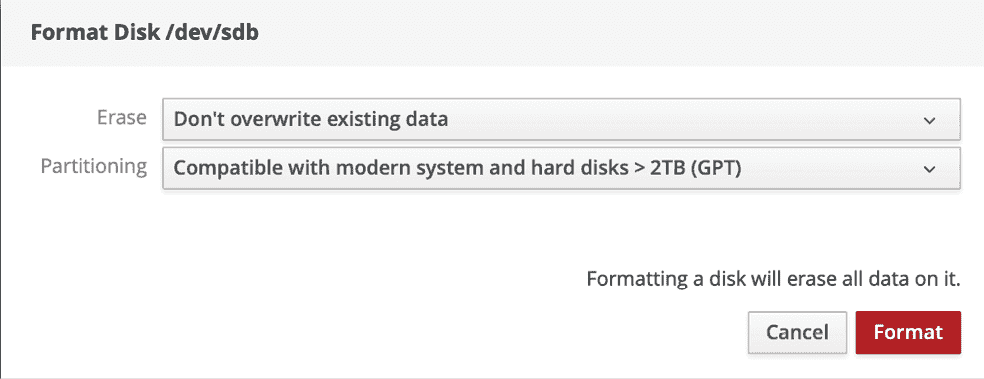 Format Disk /dev/sdb
Erase Don't overwrite existing data
Partitioning Compatible with modern system and hard disks > 2TB (GPT)
Formatting a disk will erase all data on it.
Cancel Format